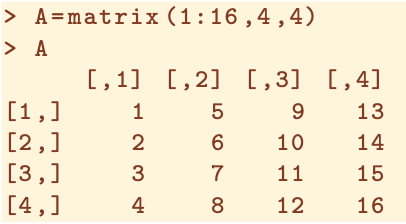 > A=matrix(1:16,4,4)
> A
     [,1] [,2] [,3] [,4]
[1,]    1    5    9   13
[2,]    2    6   10   14
[3,]    3    7   11   15
[4,]    4    8   12   16